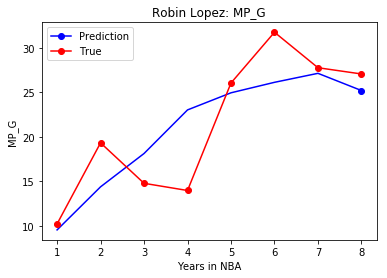 Robin Lopez: MP_G
Prediction
True
MP_G
30
25
20
15
10
1 2 3 4 5 6 7 8
Years in NBA